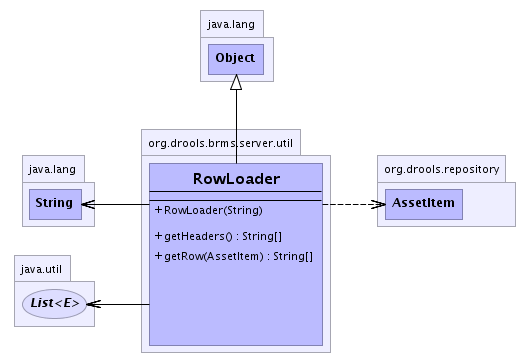 java.lang
Object
org.drools.brms.server.util
RowLoader
+ RowLoader(String)
+ getHeaders() : String[]
+ getRow(AssetItem) : String[]
java.lang
String
org.drools.repository
AssetItem
java.util
List<E>